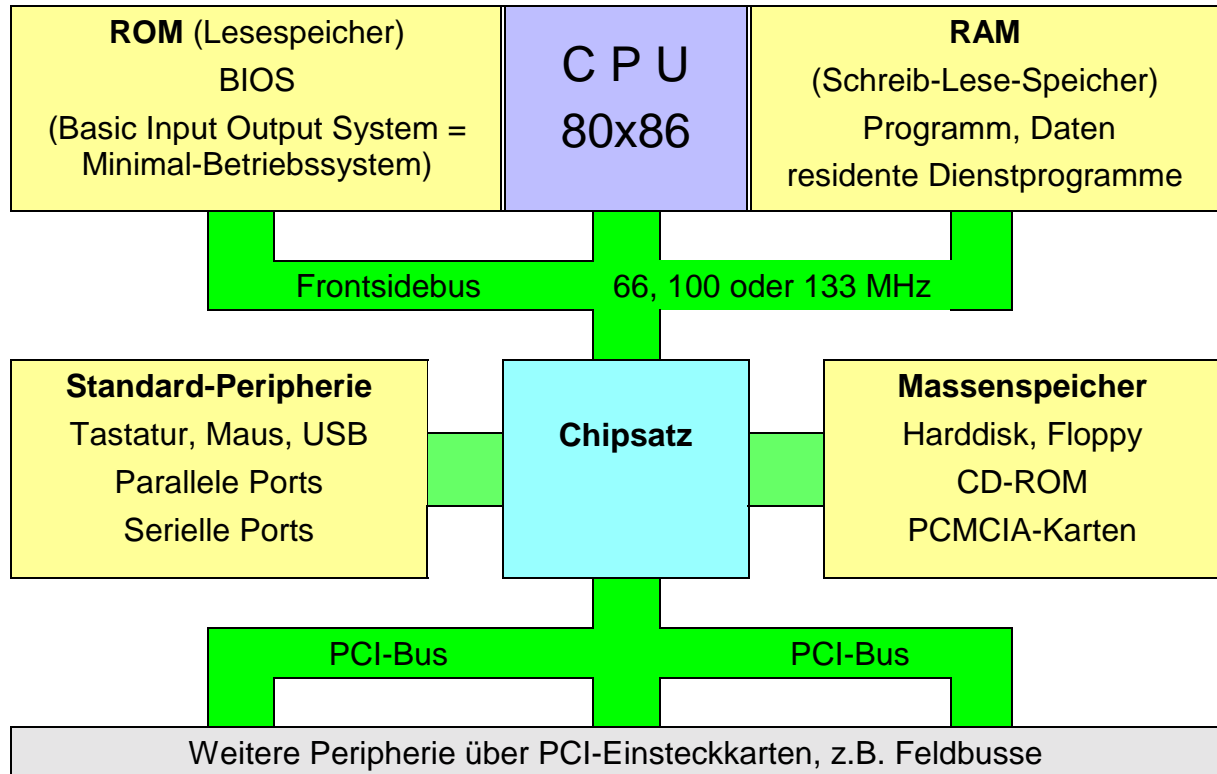 ROM (Lesespeicher)
BIOS
(Basic Input Output System =
Minimal-Betriebssystem)
C P U
80x86
RAM
(Schreib-Lese-Speicher)
Programm, Daten
residente Dienstprogramme
Frontsidebus
66, 100 oder 133 MHz
Standard-Peripherie
Tastatur, Maus, USB
Parallele Ports
Serielle Ports
Chipsatz
Massenspeicher
Harddisk, Floppy
CD-ROM
PCMCIA-Karten
PCI-Bus
PCI-Bus
Weitere Peripherie über PCI-Einsteckkarten, z.B. Feldbusse